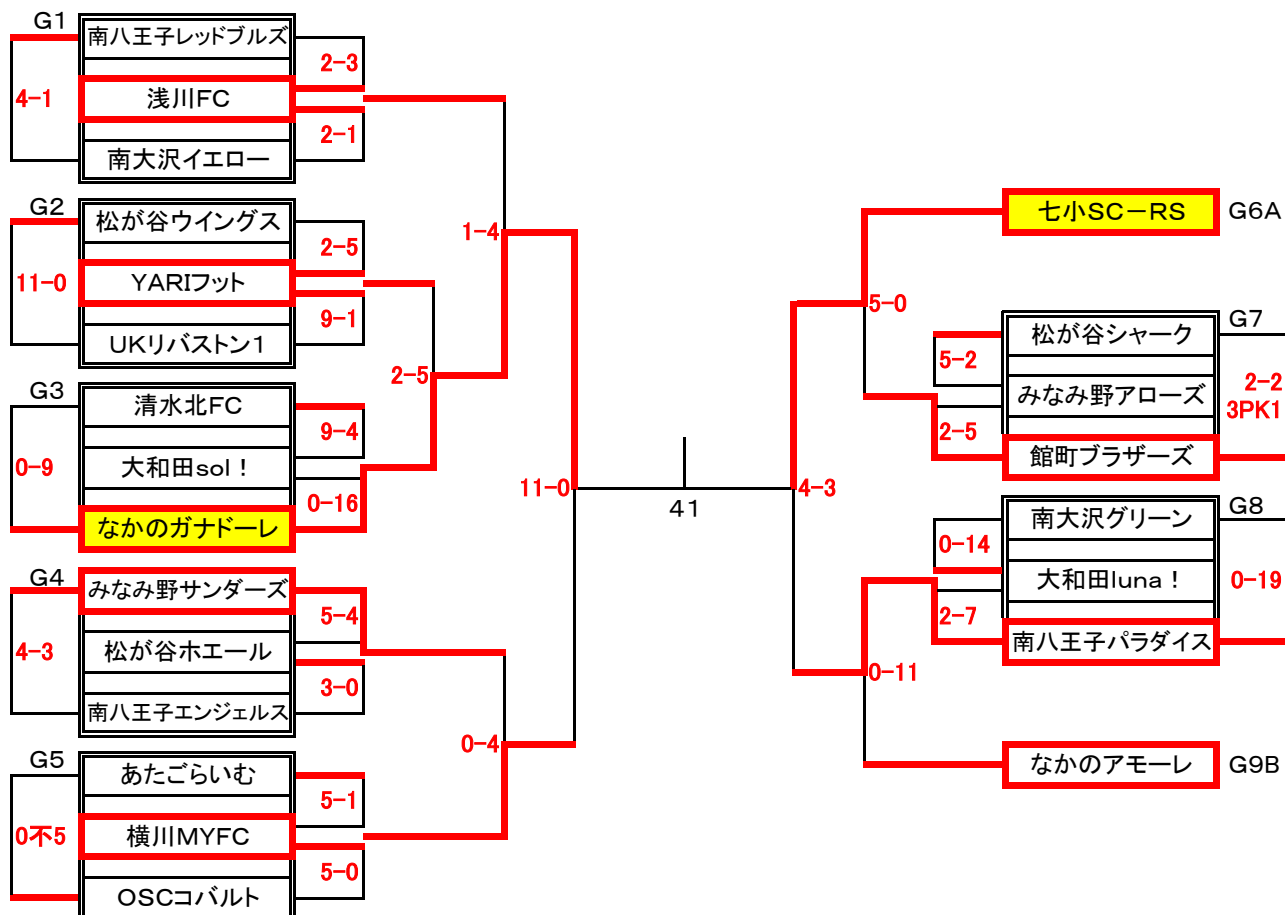 G1
南八王子レッドブルズ
2-3
4-1
浅川FC
2-1
南大沢イエロー
G2
松が谷ウイングス
2-5
11-0
YARIフット
9-1
UKリバストン1
G3
清水北FC
9-4
0-9
大和田sol！
0-16
なかのガナドーレ
G4
みなみ野サンダーズ
5-4
4-3
松が谷ホエール
3-0
南八王子エンジェルス
G5
あたごらいむ
5-1
0不5
横川MYFC
5-0
OSCコバルト
2-5
1-4
0-4
11-0
41
4-3
5-0
0-11
七小SC－RS
G6A
G7
松が谷シャーク
5-2
みなみ野アローズ
2-2
3PK1
2-5
館町ブラザーズ
G8
南大沢グリーン
0-14
大和田luna！
0-19
2-7
南八王子パラダイス
なかのアモーレ
G9B